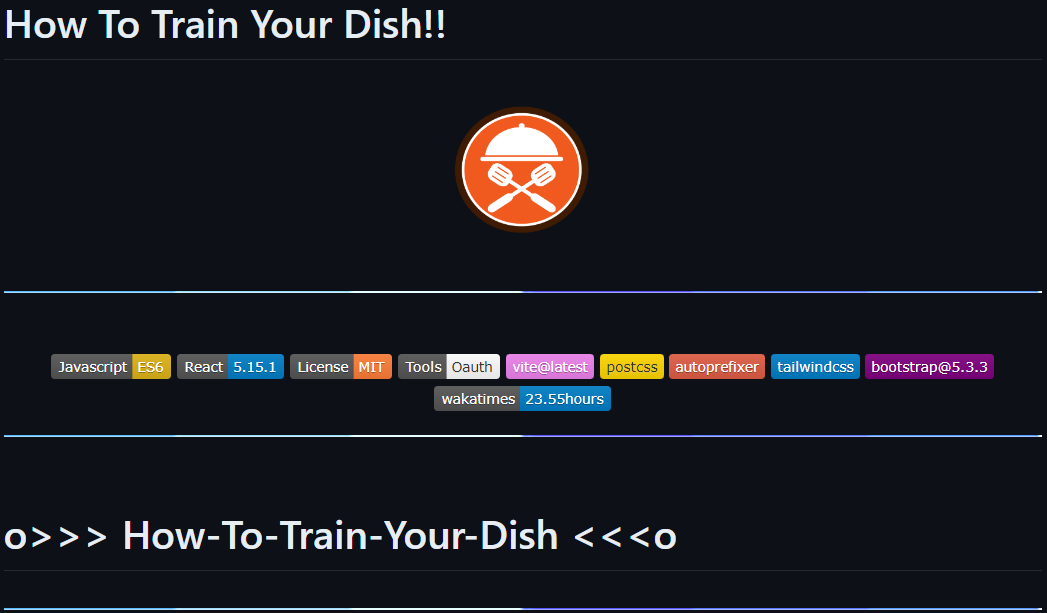 How To Train Your Dish!!
Javascript ES6 React 5.15.1 License MIT Tools Oauth vite@latest postcss autoprefixer tailwindcss bootstrap@5.3.3
wakatimes 23.55hours
o>>> How-To-Train-Your-Dish <<<o